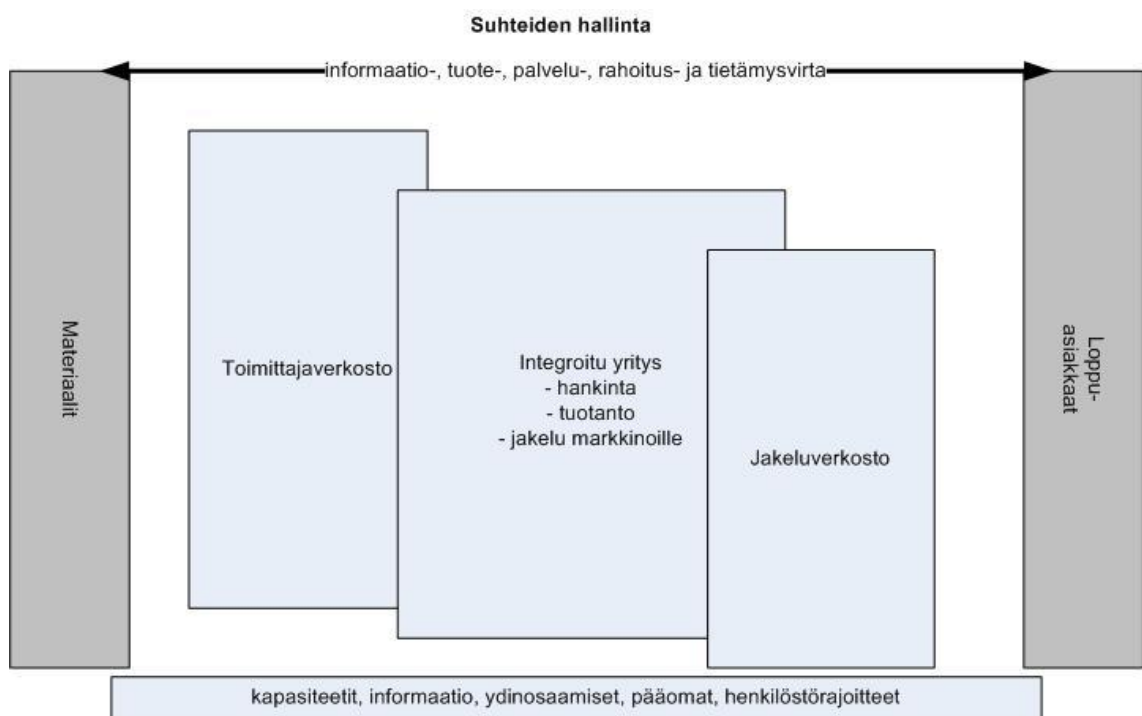 Suhteiden hallinta
informaatio-, tuote-, palvelu-, rahoitus- ja tietämysvirta
Materiaalit
Toimittajaverkosto
Integroitu yritys
- hankinta
- tuotanto
- jakelu markkinoille
Jakeluverkosto
Loppu-
asiakkaat
kapasiteetit, informaatio, ydinosaamiset, pääomat, henkilöstörajoitteet